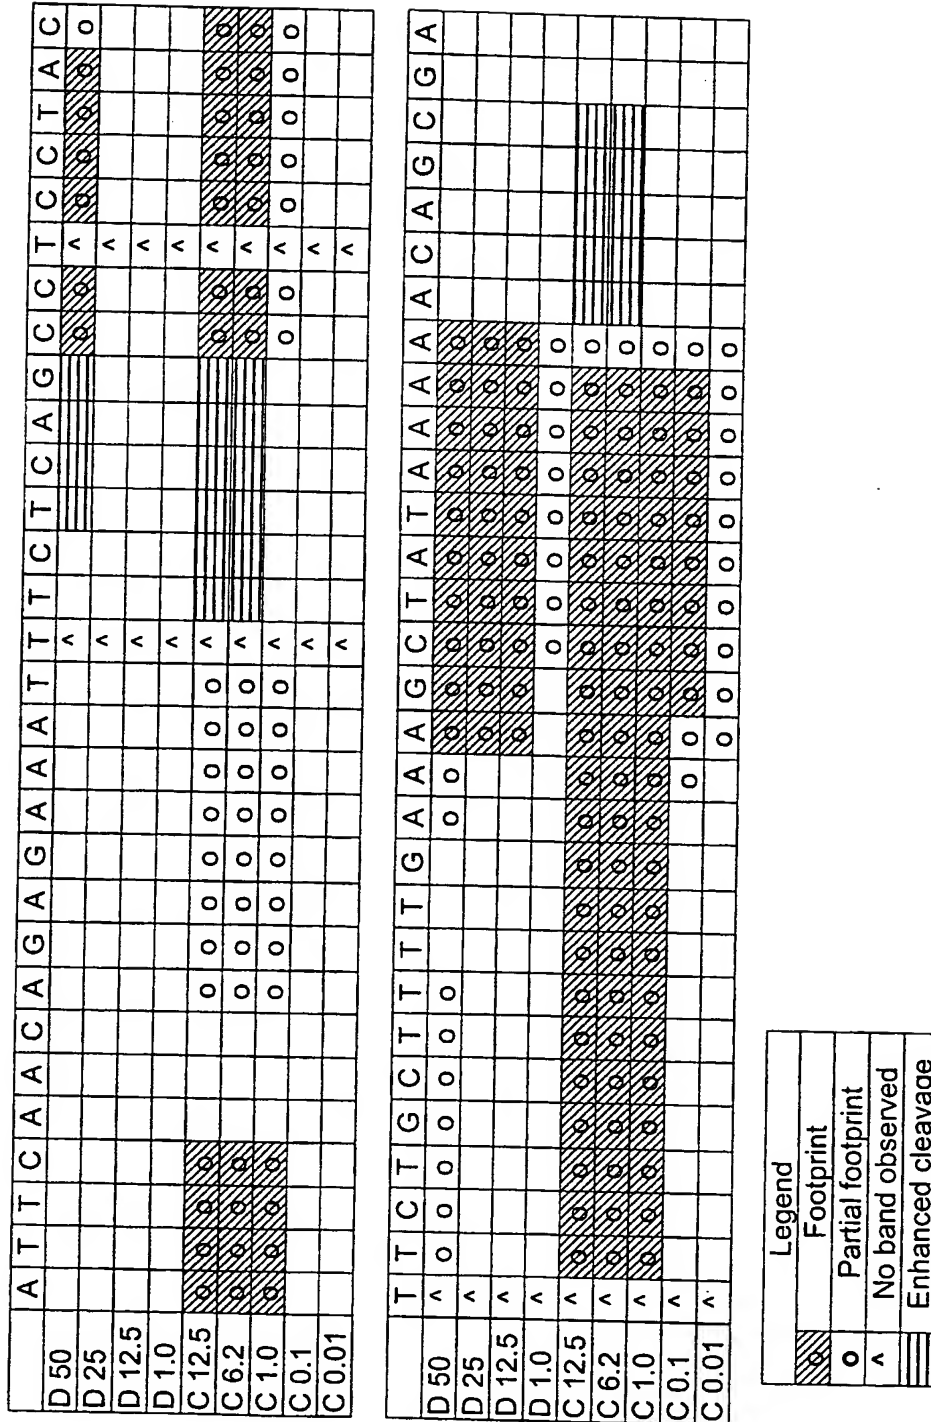 A T T C A A C A G A G A A A T T T C T C A G C C T C C T A C
D 50
D 25
D 12.5
D 1.0
C 12.5
C 6.2
C 1.0
C 0.1
C 0.01
T T C T G C T T T T G A A A G C T A T A A A A A C A G C G A
D 50
D 25
D 12.5
D 1.0
C 12.5
C 6.2
C 1.0
C 0.1
C 0.01
Legend
Footprint
Partial footprint
No band observed
Enhanced cleavage